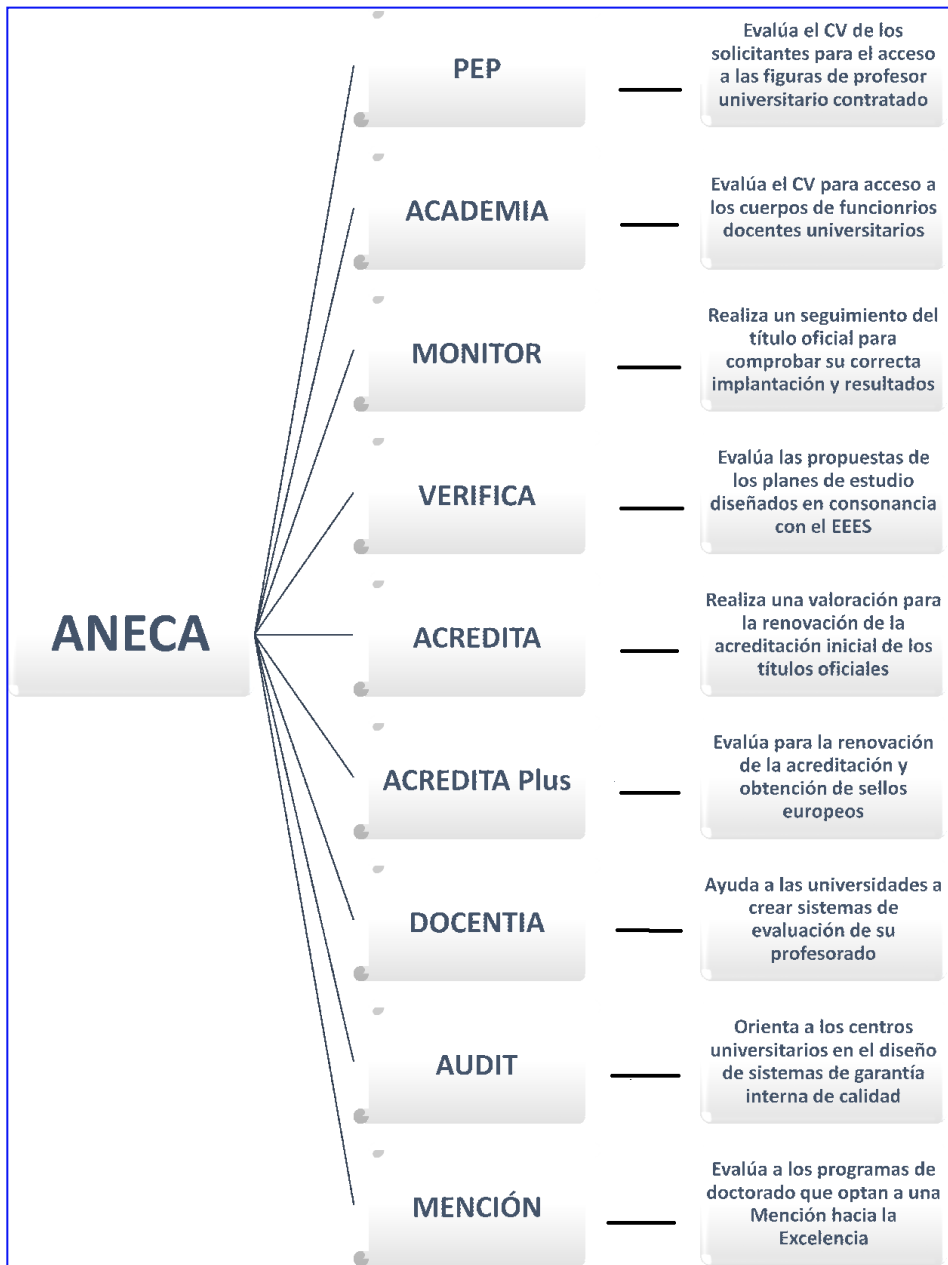 ANECA
PEP
Evalúa el CV de los
solicitantes para el acceso
a las figuras de profesor
universitario contratado
ACADEMIA
Evalúa el CV para acceso a
los cuerpos de funcionrios
docentes universitarios
MONITOR
Realiza un seguimiento del
título oficial para
comprobar su correcta
implantación y resultados
VERIFICA
Evalúa las propuestas de
los planes de estudio
diseñados en consonancia
con el EEES
ACREDITA
Realiza una valoración para
la renovación de la
acreditación inicial de los
títulos oficiales
ACREDITA Plus
Evalúa para la renovación
de la acreditación y
obtención de sellos
europeos
DOCENTIA
Ayuda a las universidades a
crear sistemas de
evaluación de su
profesorado
AUDIT
Orienta a los centros
universitarios en el diseño
de sistemas de garantía
interna de calidad
MENCIÓN
Evalúa a los programas de
doctorado que optan a una
Mención hacia la
Excelencia